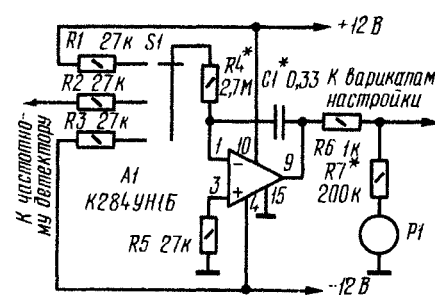 +12 В
R1 27к
S1
R4*
2,7М
C1* 0,33
К варикапам
настройки
R2 27к
R3 27к
К частотно-
му детектору
A1
К284УН1Б
1
10
9
3
4
15
R6 1к
R7*
200к
R5 27к
P1
-12В